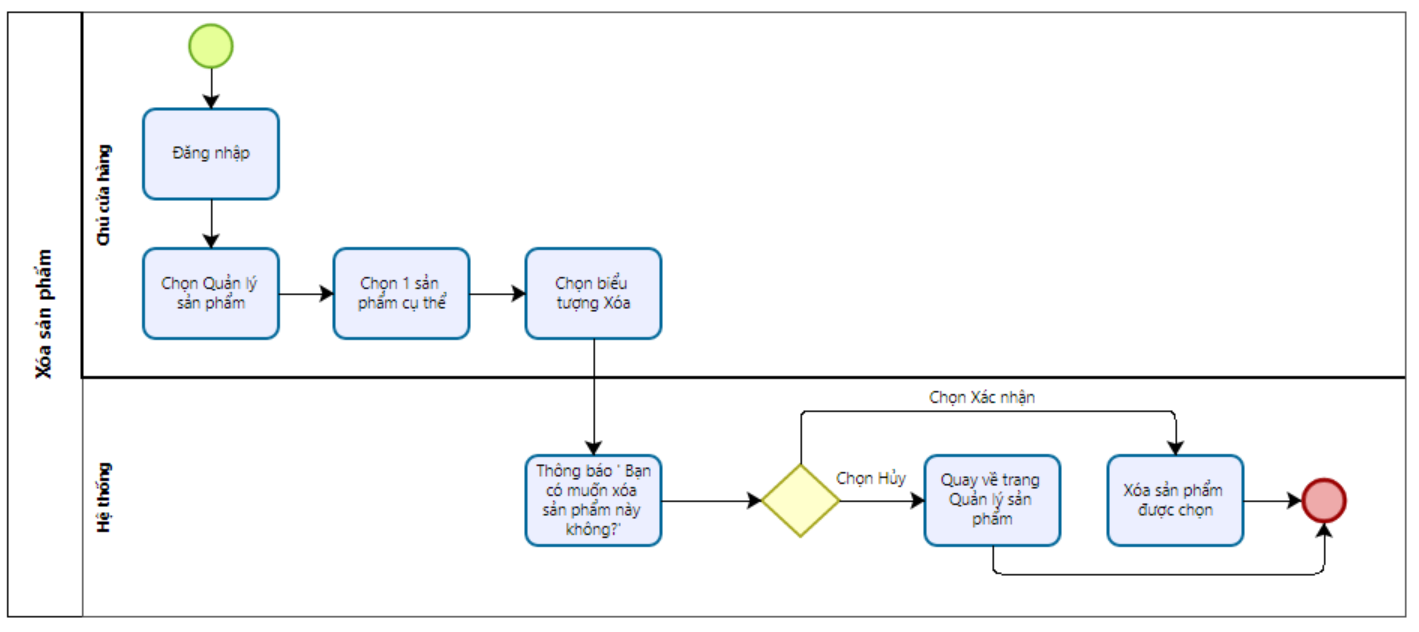 Xóa sản phẩm
Chủ cửa hàng
Đăng nhập
Chọn Quản lý
sản phẩm
Chọn 1 sản
phẩm cụ thể
Chọn biểu
tượng Xóa
Hệ thống
Thông báo ' Bạn
có muốn xóa
sản phẩm này
không?'
Chọn Xác nhận
Chọn Hủy
Quay về trang
Quản lý sản
phẩm
Xóa sản phẩm
được chọn